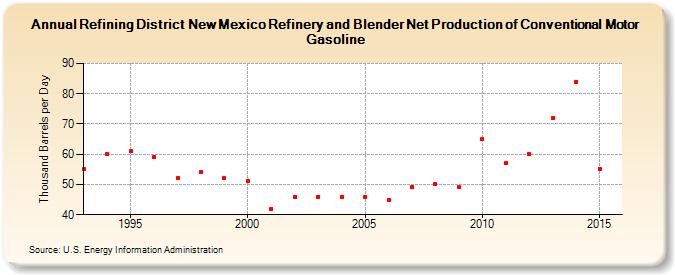 Annual Refining District New Mexico Refinery and Blender Net Production of Conventional Motor
Gasoline
Thousand Barrels per Day
90
80
70
60
50
40
1995
2000
2005
2010
2015
Source: U.S. Energy Information Administration